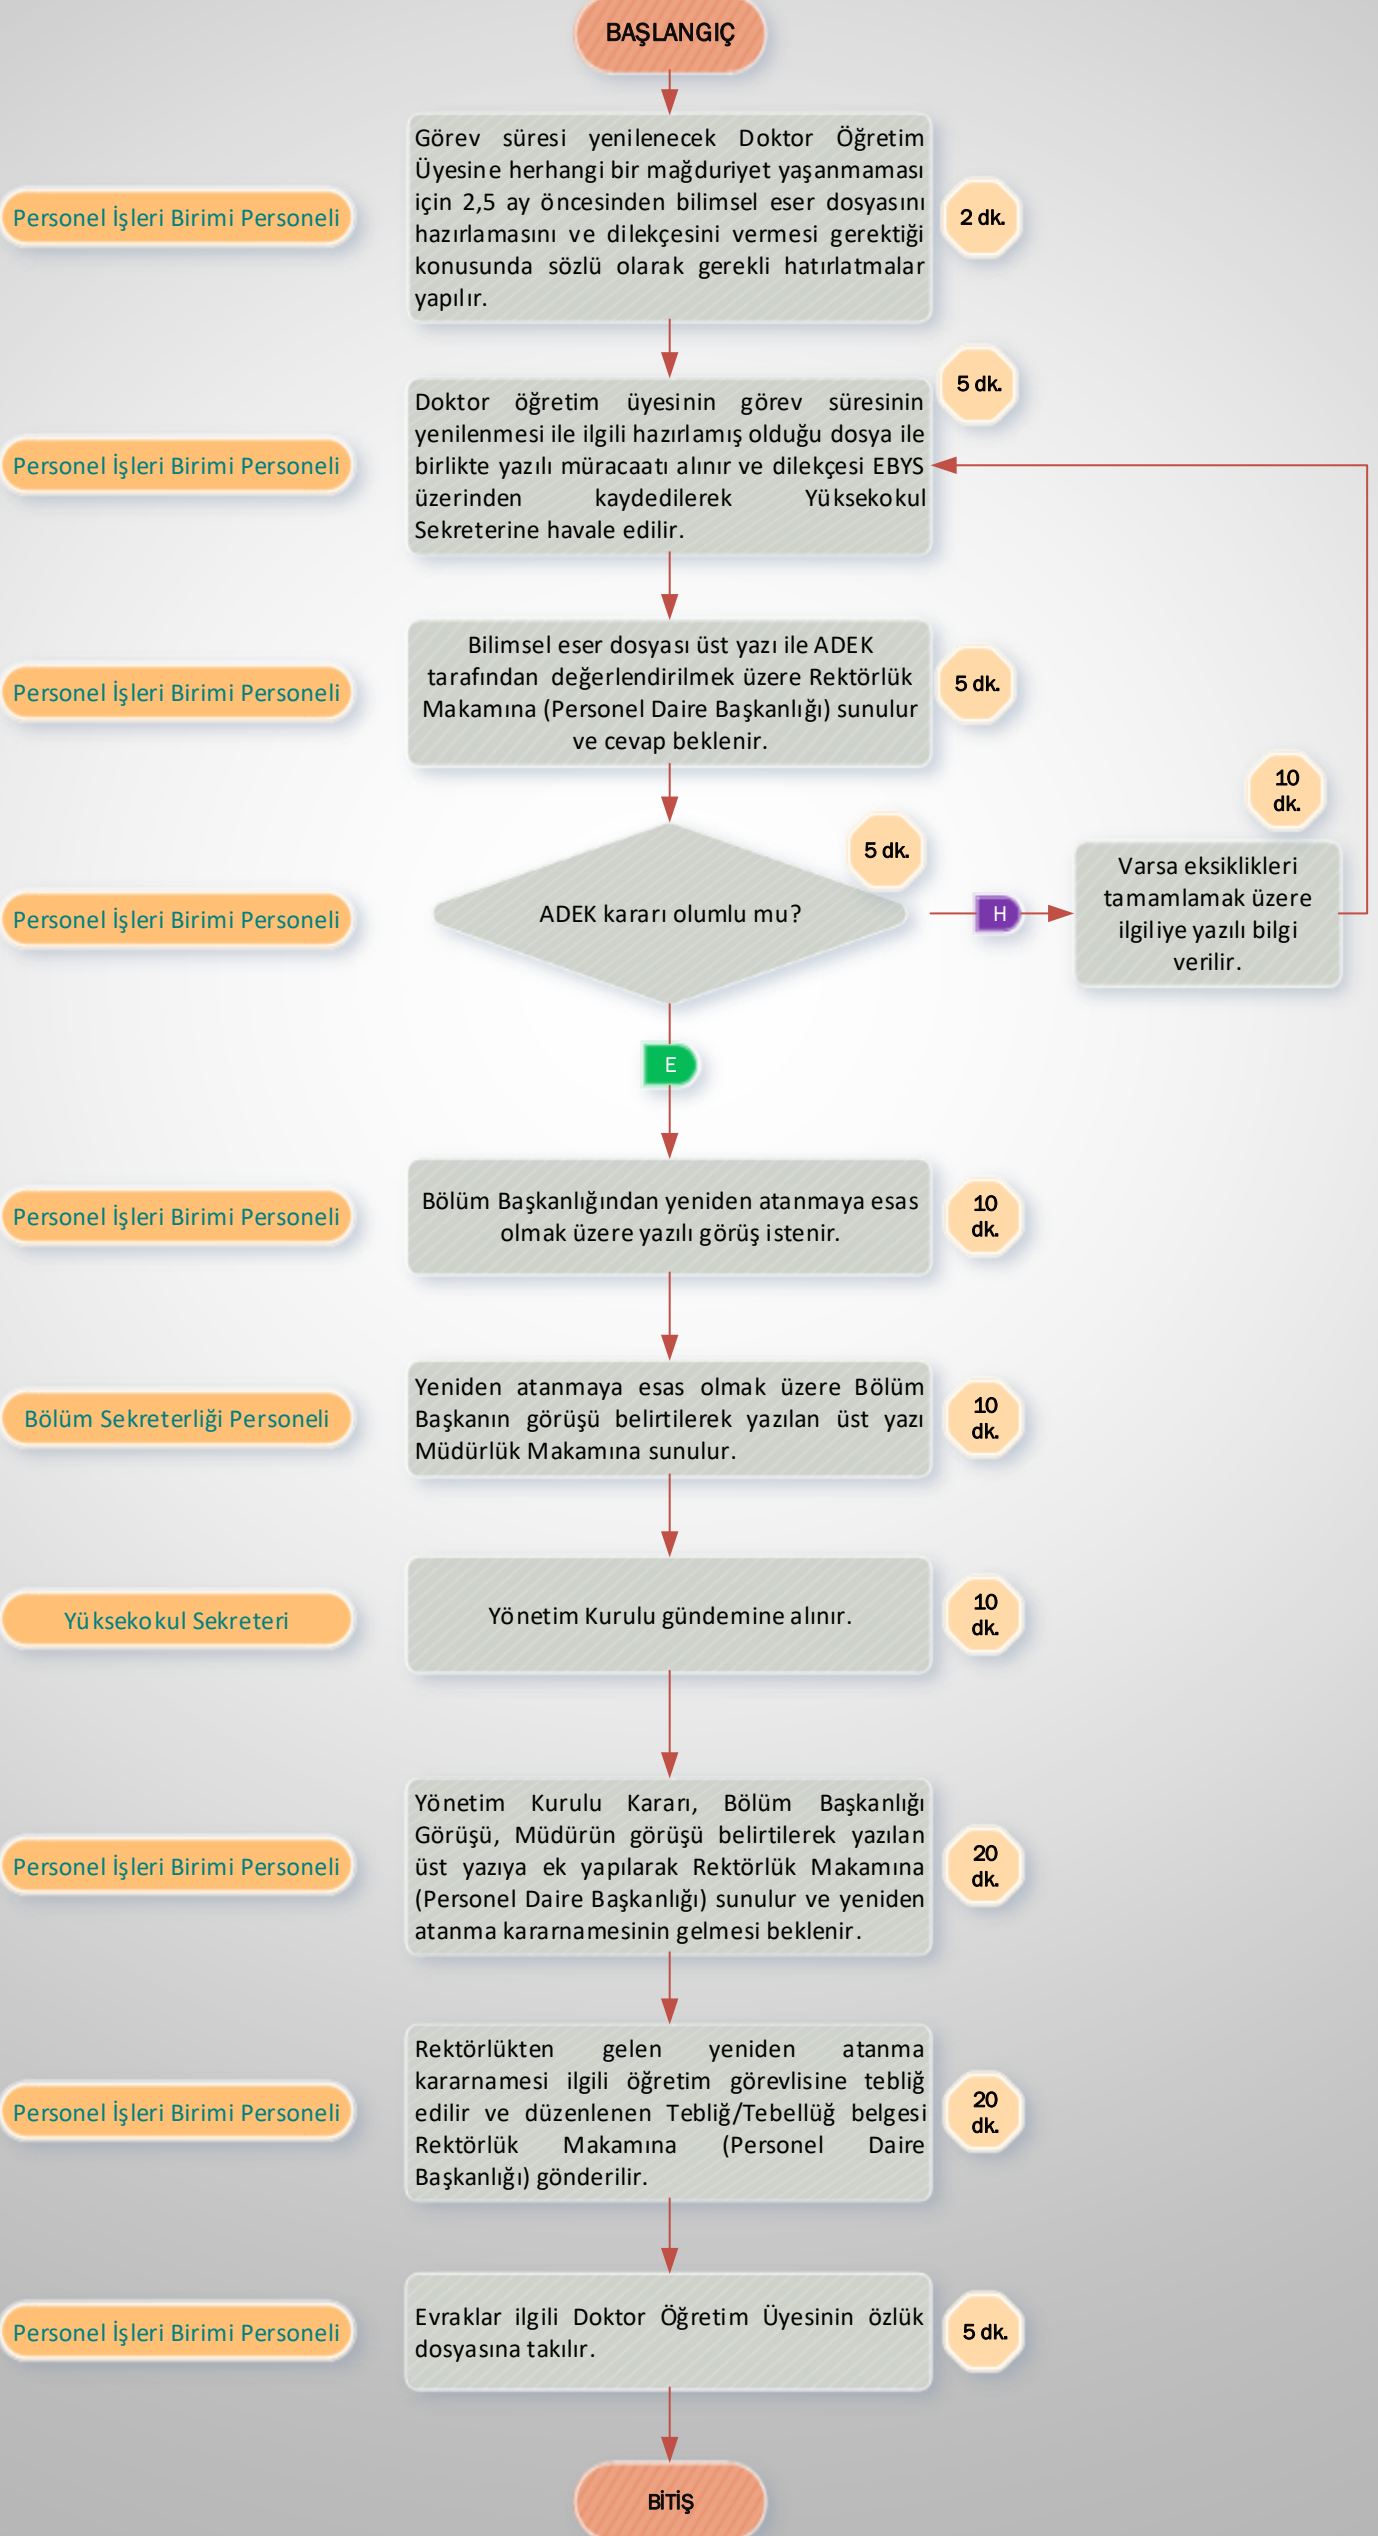 BAŞLANGIÇ
Personel İşleri Birimi Personeli
Görev süresi yenilenecek Doktor Öğretim
Üyesine herhangi bir mağduriyet yaşanmaması
için 2,5 ay öncesinden bilimsel eser dosyasını
hazırlamasını ve dilekçesini vermesi gerektiği
konusunda sözlü olarak gerekli hatırlatmalar
yapılır.
2 dk.
Personel İşleri Birimi Personeli
Doktor öğretim üyesinin görev süresinin
yenilenmesi ile ilgili hazırlamış olduğu dosya ile
birlikte yazılı müracaatı alınır ve dilekçesi EBYS
üzerinden kaydedilerek Yüksekokul
Sekreterine havale edilir.
5 dk.
Personel İşleri Birimi Personeli
Bilimsel eser dosyası üst yazı ile ADEK
tarafından değerlendirilmek üzere Rektörlük
Makamına (Personel Daire Başkanlığı) sunulur
ve cevap beklenir.
5 dk.
Personel İşleri Birimi Personeli
ADEK kararı olumlu mu?
5 dk.
H
Varsa eksiklikleri
tamamlamak üzere
ilgiliye yazılı bilgi
verilir.
10
dk.
E
Personel İşleri Birimi Personeli
Bölüm Başkanlığından yeniden atanmaya esas
olmak üzere yazılı görüş istenir.
10
dk.
Bölüm Sekreterliği Personeli
Yeniden atanmaya esas olmak üzere Bölüm
Başkanın görüşü belirtilerek yazılan üst yazı
Müdürlük Makamına sunulur.
10
dk.
Yüksekokul Sekreteri
Yönetim Kurulu gündemine alınır.
10
dk.
Personel İşleri Birimi Personeli
Yönetim Kurulu Kararı, Bölüm Başkanlığı
Görüşü, Müdürün görüşü belirtilerek yazılan
üst yazıya ek yapılarak Rektörlük Makamına
(Personel Daire Başkanlığı) sunulur ve yeniden
atanma kararnamesinin gelmesi beklenir.
20
dk.
Personel İşleri Birimi Personeli
Rektörlükten gelen yeniden atanma
kararnamesi ilgili öğretim görevlisine tebliğ
edilir ve düzenlenen Tebliğ/Tebellüğ belgesi
Rektörlük Makamına (Personel Daire
Başkanlığı) gönderilir.
20
dk.
Personel İşleri Birimi Personeli
Evraklar ilgili Doktor Öğretim Üyesinin özlük
dosyasına takılır.
5 dk.
BİTİŞ